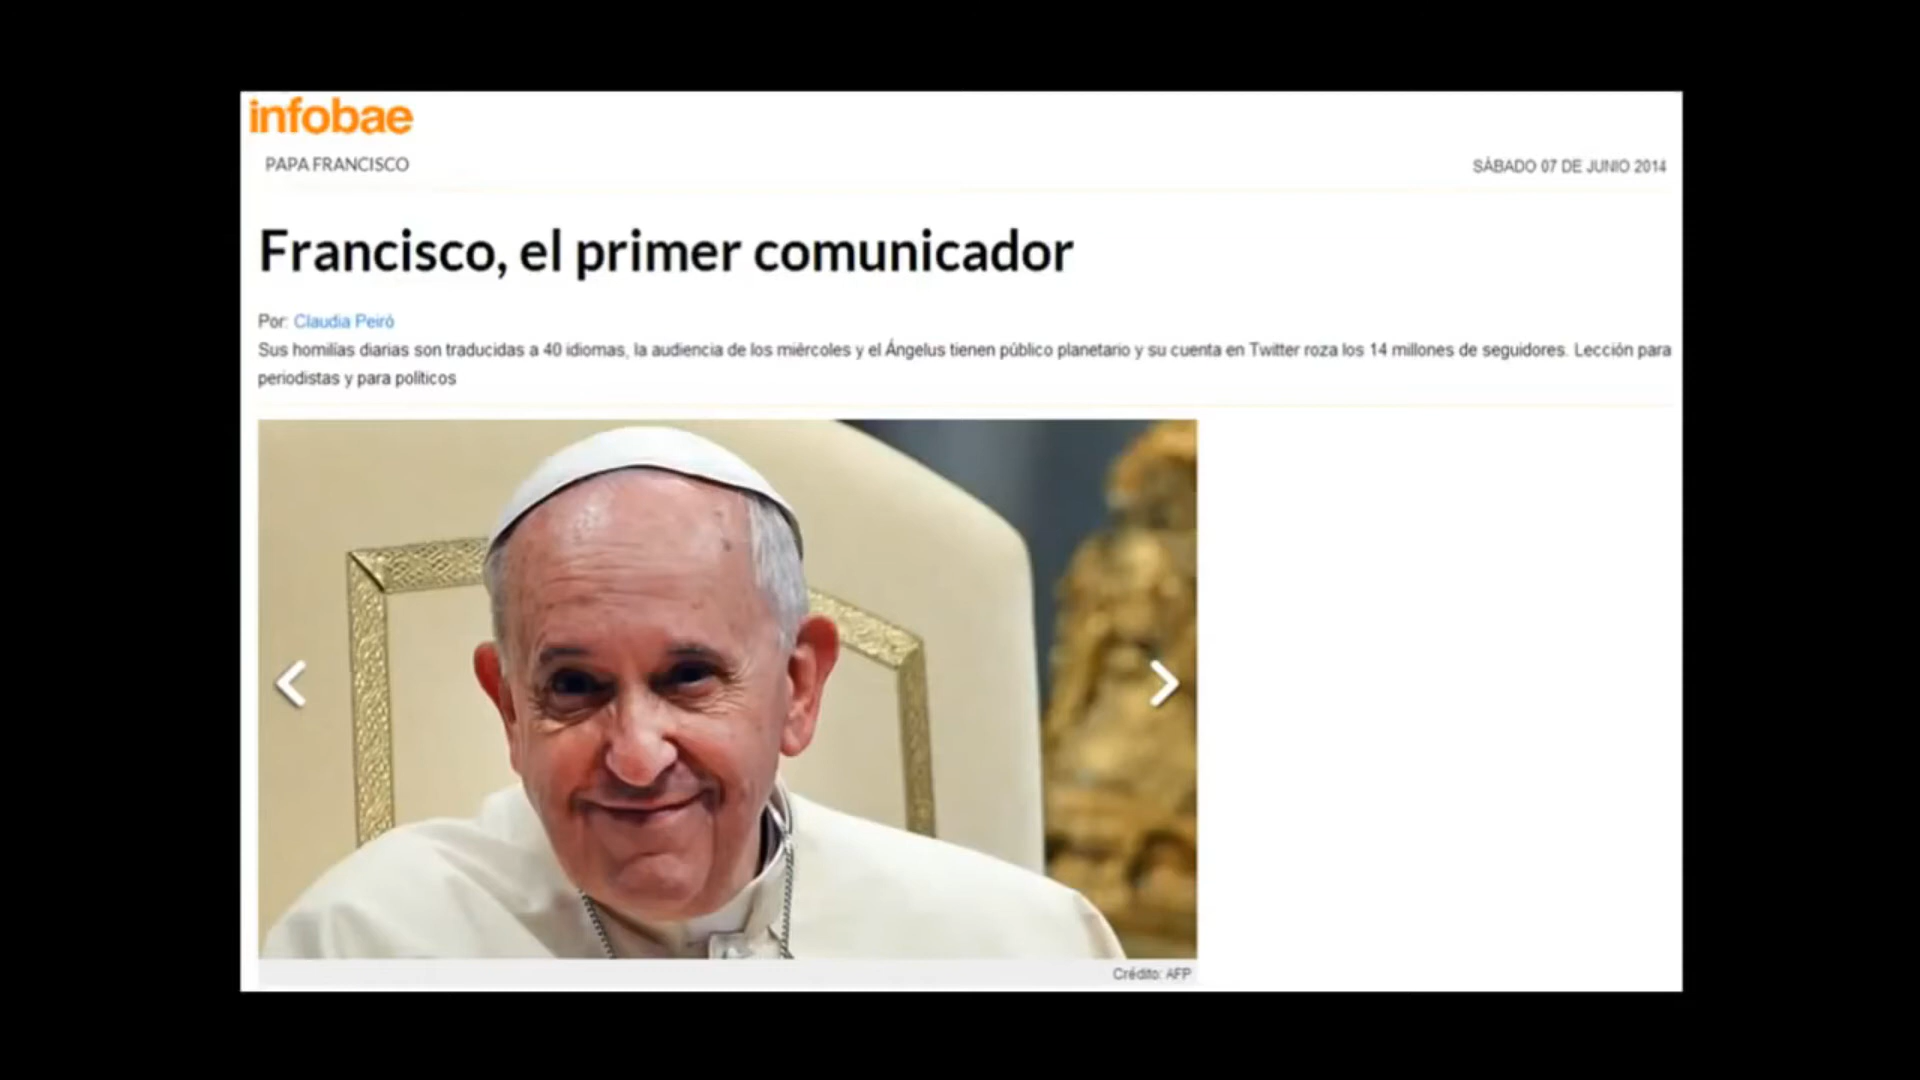 infobae
PAPA FRANCISCO
SÁBADO 07 DE JUNIO 2014
Francisco, el primer comunicador
Por: Claudia Peiró
Sus homilías diarias son traducidas a 40 idiomas, la audiencia de los miércoles y el Ángelus tienen público planetario y su cuenta en Twitter roza los 14 millones de seguidores. Lección para
periodistas y para políticos
Crédito: AFP